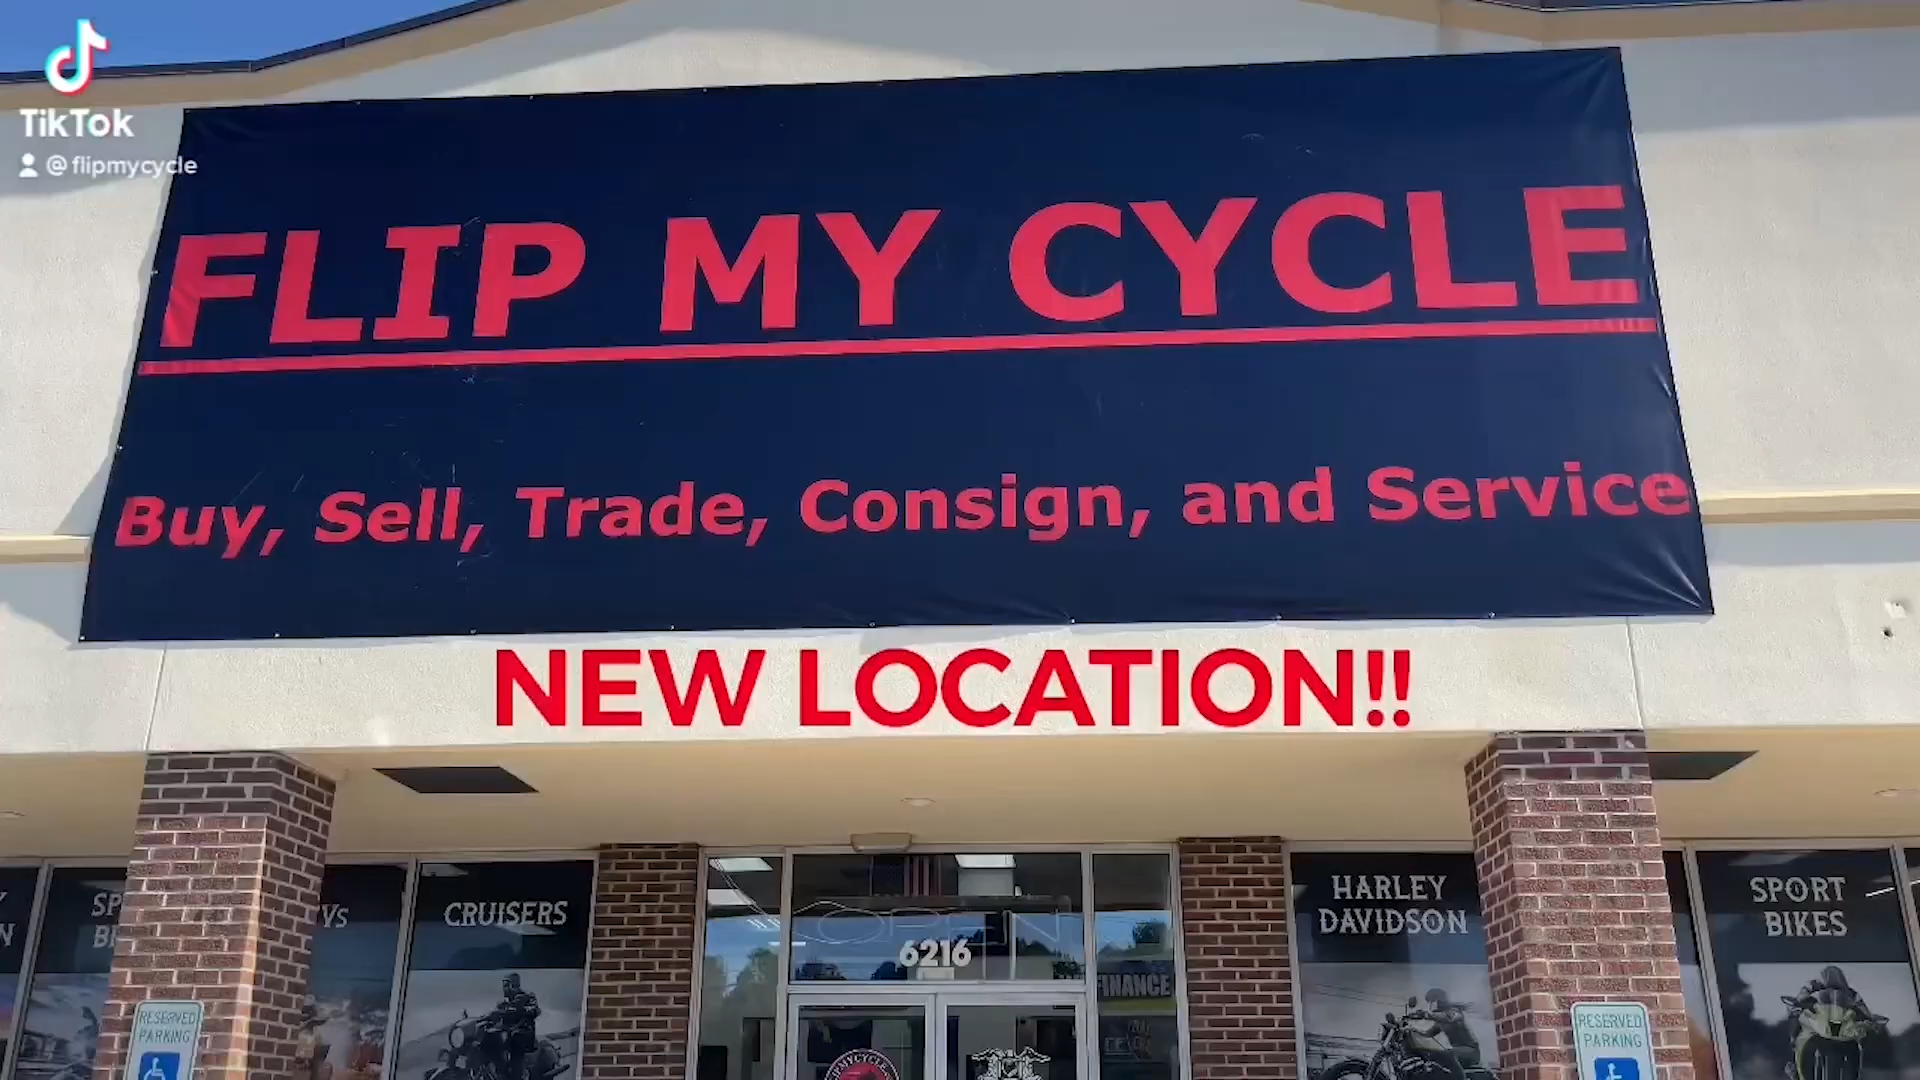 TikTok
@flipmycycle
FLIP MY CYCLE
Buy, Sell, Trade, Consign, and Service
NEW LOCATION!!
CRUISERS
OPEN
6216
FINANCE
HARLEY
DAVIDSON
SPORT
BIKES
RESERVED
PARKING
RESERVED
PARKING